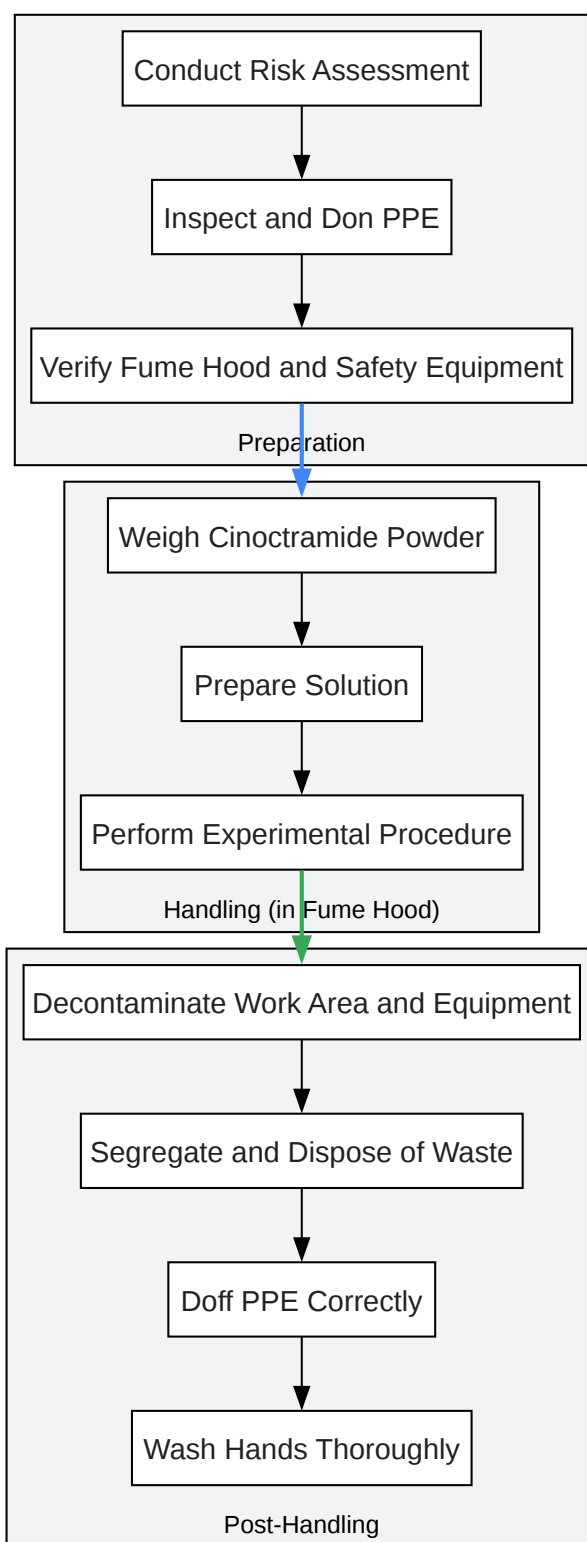 Conduct Risk Assessment
Inspect and Don PPE
Verify Fume Hood and Safety Equipment
Preparation
Weigh Cinoctramide Powder
Prepare Solution
Perform Experimental Procedure
Handling (in Fume Hood)
Decontaminate Work Area and Equipment
Segregate and Dispose of Waste
Doff PPE Correctly
Wash Hands Thoroughly
Post-Handling